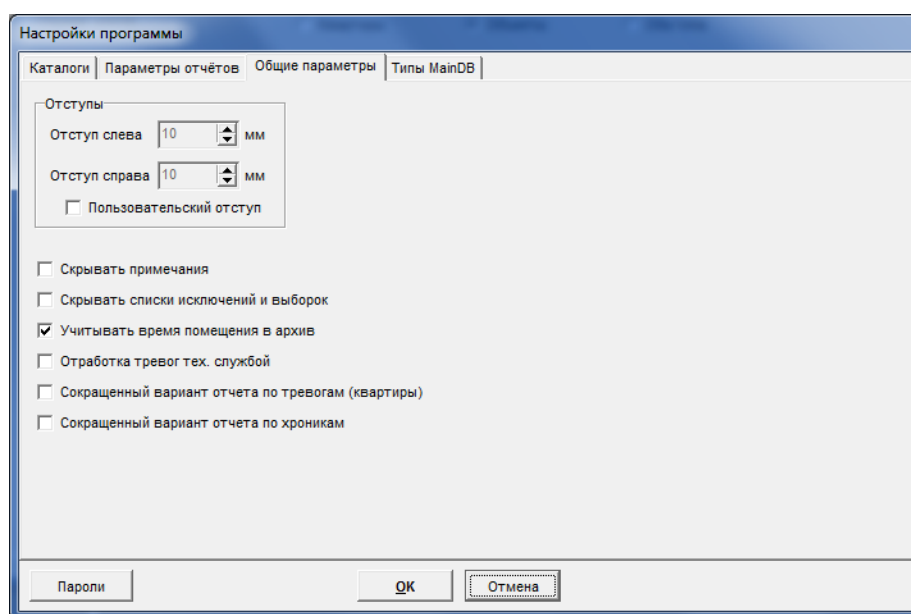 Настройки программы
Каталоги Параметры отчётов Общие параметры Типы MainDB
Отступы
Отступ слева 10 мм
Отступ справа 10 мм
Пользовательский отступ
Скрывать примечания
Скрывать списки исключений и выборок
Учитывать время помещения в архив
Отработка тревог тех. службой
Сокращенный вариант отчета по тревогам (квартиры)
Сокращенный вариант отчета по хроникам
Пароли OK Отмена